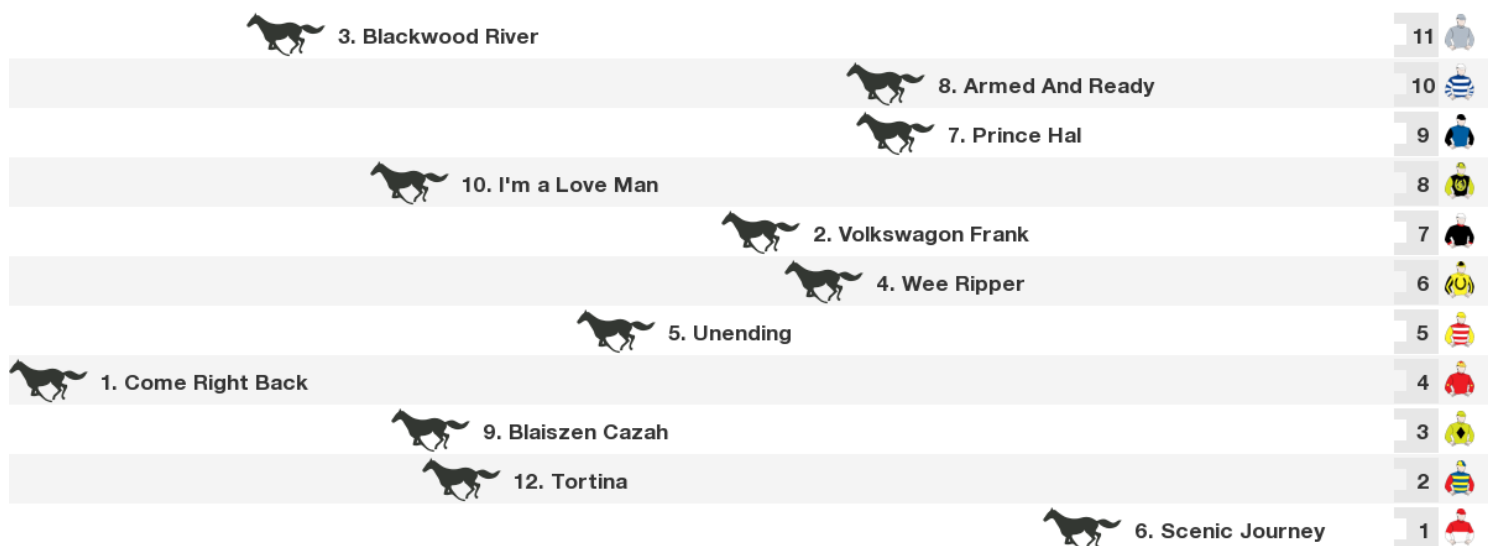 3. Blackwood River 11
8. Armed And Ready 10
7. Prince Hal 9
10. I'm a Love Man 8
2. Volkswagon Frank 7
4. Wee Ripper 6
5. Unending 5
1. Come Right Back 4
9. Blaiszen Cazah 3
12. Tortina 2
6. Scenic Journey 1